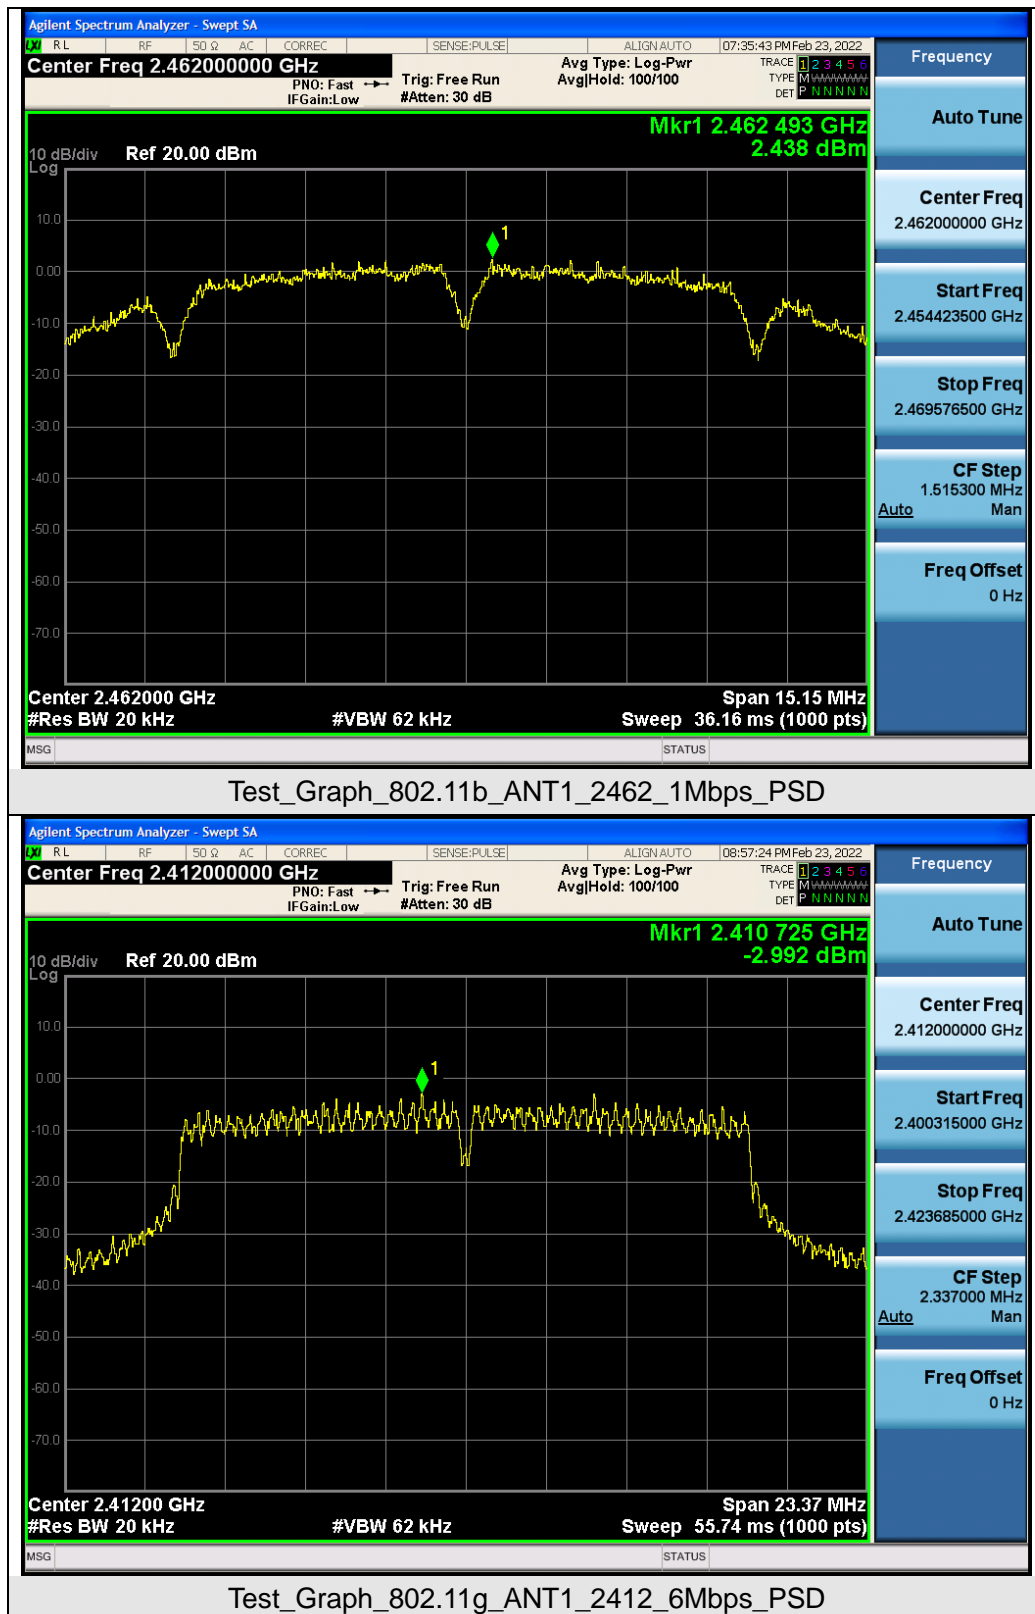 Agilent Spectrum Analyzer - Swept SA
LXI RL RF 50 Ω AC CORREC SENSE:PULSE ALIGN AUTO 07:35:43 PM Feb 23, 2022
Center Freq 2.462000000 GHz
PNO: Fast
IFGain:Low
Trig: Free Run
#Atten: 30 dB
Avg Type: Log-Pwr
Avg|Hold: 100/100
TRACE 1 2 3 4 5 6
TYPE M WWWWW
DET P N N N N N
Mkr1 2.462 493 GHz
2.438 dBm
10 dB/div Ref 20.00 dBm
Log
10.0
0.00
-10.0
-20.0
-30.0
-40.0
-50.0
-60.0
-70.0
1
Center 2.462000 GHz Span 15.15 MHz
#Res BW 20 kHz #VBW 62 kHz Sweep 36.16 ms (1000 pts)
MSG STATUS
Frequency
Auto Tune
Center Freq
2.462000000 GHz
Start Freq
2.454423500 GHz
Stop Freq
2.469576500 GHz
CF Step
1.515300 MHz
Auto Man
Freq Offset
0 Hz
Test_Graph_802.11b_ANT1_2462_1Mbps_PSD
Agilent Spectrum Analyzer - Swept SA
LXI RL RF 50 Ω AC CORREC SENSE:PULSE ALIGN AUTO 08:57:24 PM Feb 23, 2022
Center Freq 2.412000000 GHz
PNO: Fast
IFGain:Low
Trig: Free Run
#Atten: 30 dB
Avg Type: Log-Pwr
Avg|Hold: 100/100
TRACE 1 2 3 4 5 6
TYPE M WWWWW
DET P N N N N N
Mkr1 2.410 725 GHz
-2.992 dBm
10 dB/div Ref 20.00 dBm
Log
10.0
0.00
-10.0
-20.0
-30.0
-40.0
-50.0
-60.0
-70.0
1
Center 2.41200 GHz Span 23.37 MHz
#Res BW 20 kHz #VBW 62 kHz Sweep 55.74 ms (1000 pts)
MSG STATUS
Frequency
Auto Tune
Center Freq
2.412000000 GHz
Start Freq
2.400315000 GHz
Stop Freq
2.423685000 GHz
CF Step
2.337000 MHz
Auto Man
Freq Offset
0 Hz
Test_Graph_802.11g_ANT1_2412_6Mbps_PSD